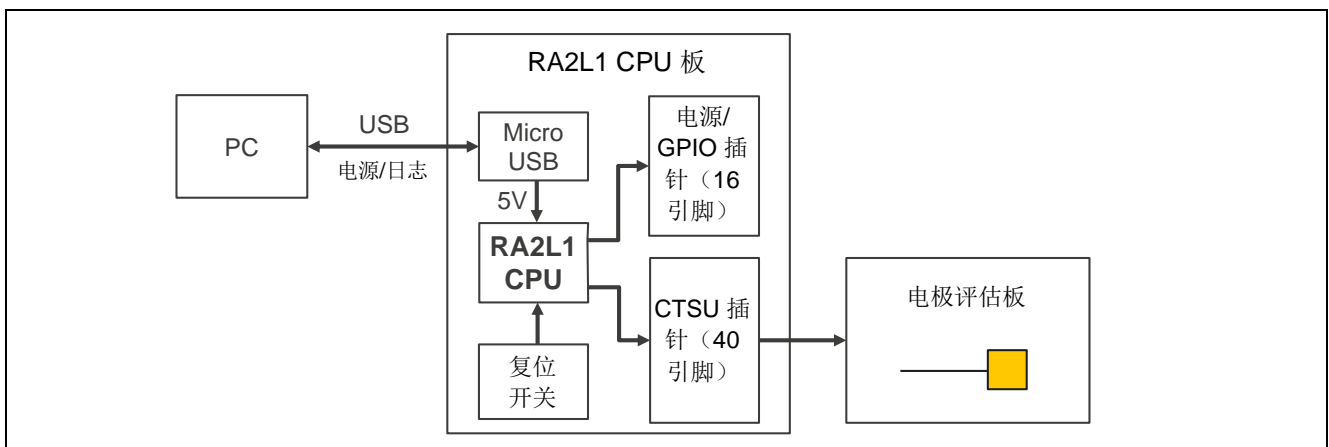 RA2L1 CPU 板
PC
USB
电源/日志
Micro
USB
5V
RA2L1
CPU
复位
开关
电源/
GPIO 插
针（16
引脚）
CTSU 插
针（40
引脚）
电极评估板